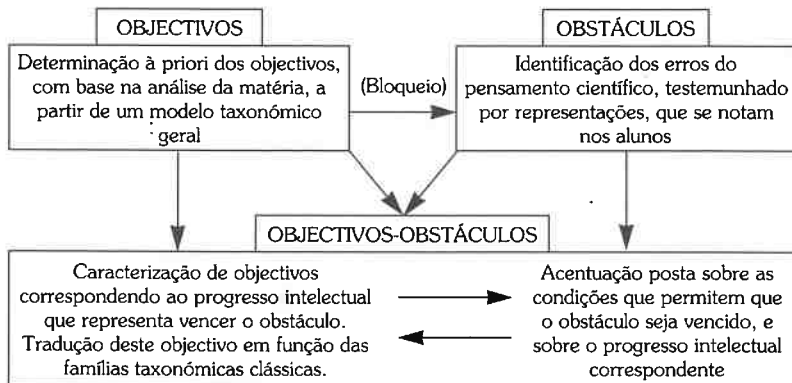 OBJECTIVOS
Determinação à priori dos objectivos,
com base na análise da matéria, a
partir de um modelo taxonómico
geral
(Bloqueio)
OBSTÁCULOS
Identificação dos erros do
pensamento científico, testemunhado
por representações, que se notam
nos alunos
OBJECTIVOS-OBSTÁCULOS
Caracterização de objectivos
correspondendo ao progresso intelectual
que representa vencer o obstáculo.
Tradução deste objectivo em função das
famílias taxonómicas clássicas.
Acentuação posta sobre as
condições que permitem que
o obstáculo seja vencido, e
sobre o progresso intelectual
correspondente